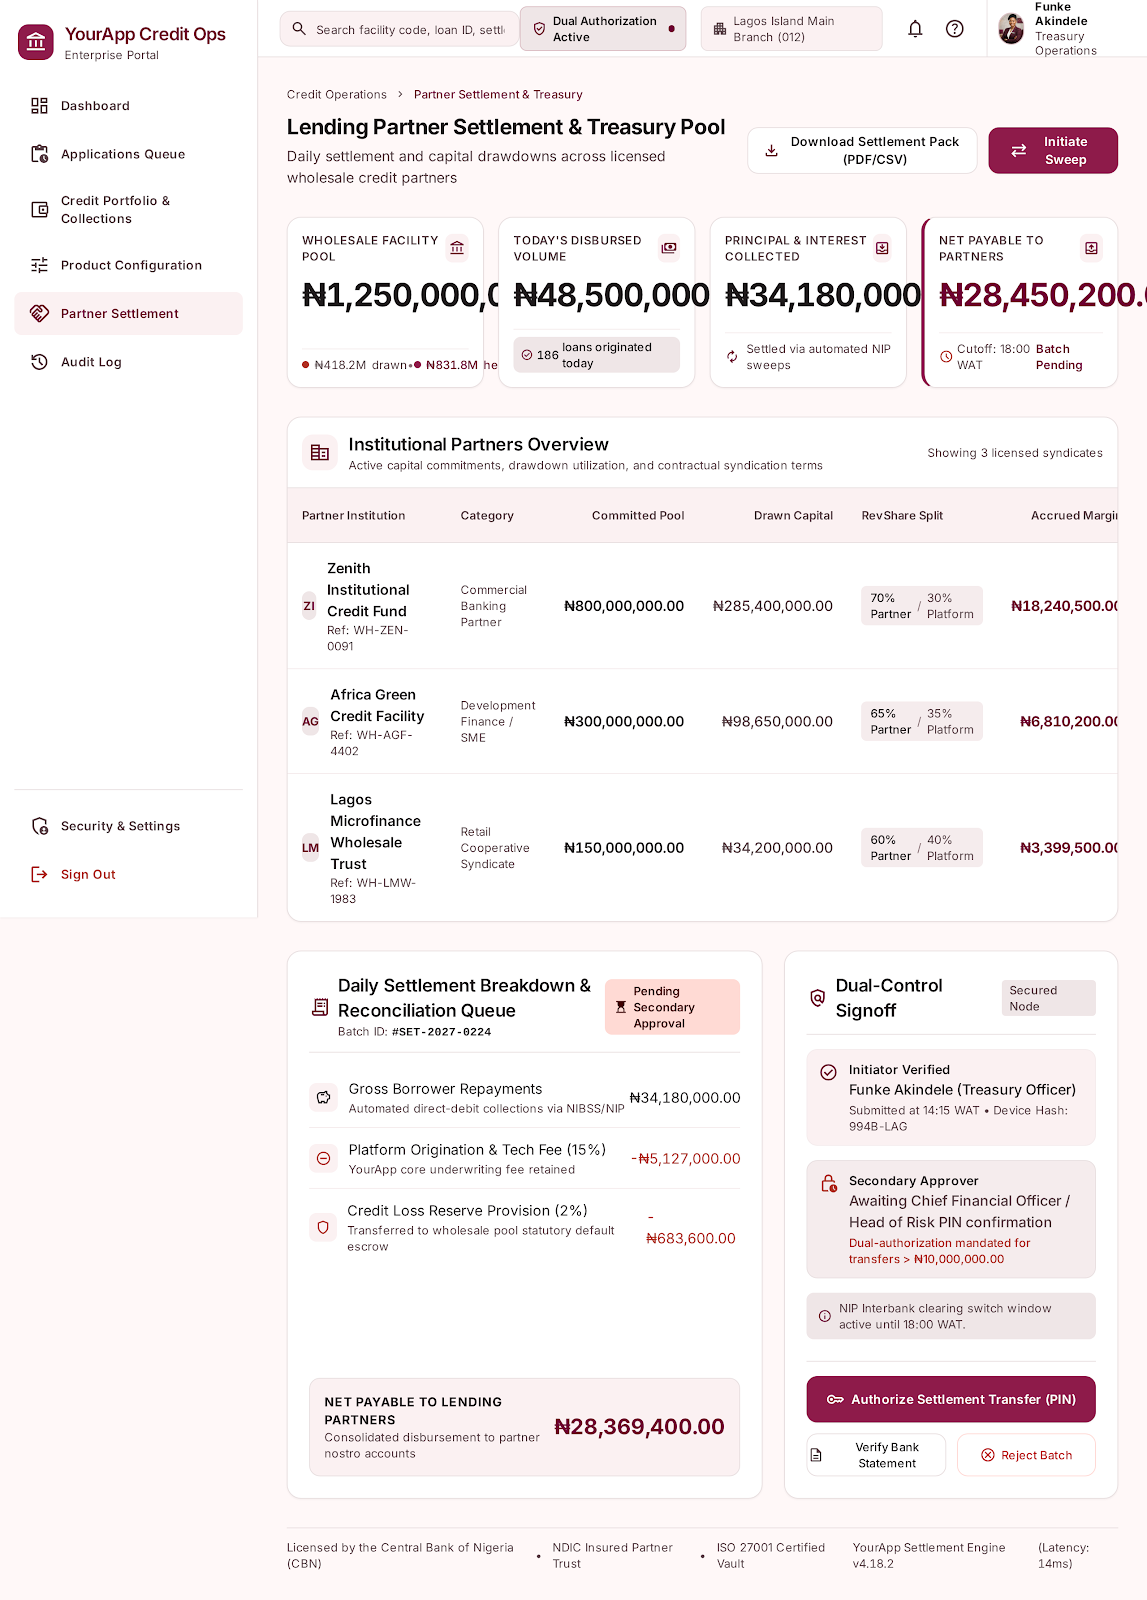 YourApp Credit Ops
Enterprise Portal
Dashboard
Applications Queue
Credit Portfolio &
Collections
Product Configuration
Partner Settlement
Audit Log
Security & Settings
Sign Out
Search facility code, loan ID, settl
Dual Authorization
Active
Lagos Island Main
Branch (012)
Funke
Akindele
Treasury
Operations
Credit Operations > Partner Settlement & Treasury
Lending Partner Settlement & Treasury Pool
Daily settlement and capital drawdowns across licensed
wholesale credit partners
Download Settlement Pack
(PDF/CSV)
Initiate
Sweep
WHOLESALE FACILITY
POOL
₦1,250,000,0
₦418.2M drawn • ₦831.8M he
TODAY'S DISBURSED
VOLUME
₦48,500,000
186 loans originated
today
PRINCIPAL & INTEREST
COLLECTED
₦34,180,000
Settled via automated NIP
sweeps
NET PAYABLE TO
PARTNERS
₦28,450,200.
Cutoff: 18:00
WAT
Batch
Pending
Institutional Partners Overview
Active capital commitments, drawdown utilization, and contractual syndication terms
Showing 3 licensed syndicates
Partner Institution Category Committed Pool Drawn Capital RevShare Split Accrued Margin
ZI
Zenith
Institutional
Credit Fund
Ref: WH-ZEN-
0091
Commercial
Banking
Partner
₦800,000,000.00
₦285,400,000.00
70%
Partner
/
30%
Platform
₦18,240,500.00
AG
Africa Green
Credit Facility
Ref: WH-AGF-
4402
Development
Finance /
SME
₦300,000,000.00
₦98,650,000.00
65%
Partner
/
35%
Platform
₦6,810,200.00
LM
Lagos
Microfinance
Wholesale
Trust
Ref: WH-LMW-
1983
Retail
Cooperative
Syndicate
₦150,000,000.00
₦34,200,000.00
60%
Partner
/
40%
Platform
₦3,399,500.00
Daily Settlement Breakdown &
Reconciliation Queue
Batch ID: #SET-2027-0224
Pending
Secondary
Approval
Gross Borrower Repayments
Automated direct-debit collections via NIBSS/NIP
₦34,180,000.00
Platform Origination & Tech Fee (15%)
YourApp core underwriting fee retained
-₦5,127,000.00
Credit Loss Reserve Provision (2%)
Transferred to wholesale pool statutory default
escrow
-
₦683,600.00
NET PAYABLE TO LENDING
PARTNERS
Consolidated disbursement to partner
nostro accounts
₦28,369,400.00
Dual-Control
Signoff
Secured
Node
Initiator Verified
Funke Akindele (Treasury Officer)
Submitted at 14:15 WAT • Device Hash:
994B-LAG
Secondary Approver
Awaiting Chief Financial Officer /
Head of Risk PIN confirmation
Dual-authorization mandated for
transfers > ₦10,000,000.00
NIP Interbank clearing switch window
active until 18:00 WAT.
Authorize Settlement Transfer (PIN)
Verify Bank
Statement
Reject Batch
Licensed by the Central Bank of Nigeria
(CBN)
•
NDIC Insured Partner
Trust
•
ISO 27001 Certified
Vault
YourApp Settlement Engine
v4.18.2
(Latency:
14ms)